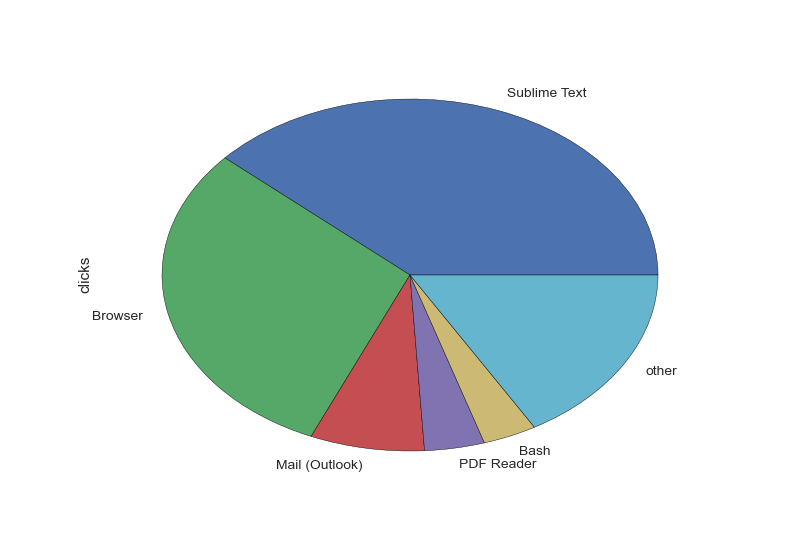 Sublime Text
clicks
Browser
other
Bash
PDF Reader
Mail (Outlook)